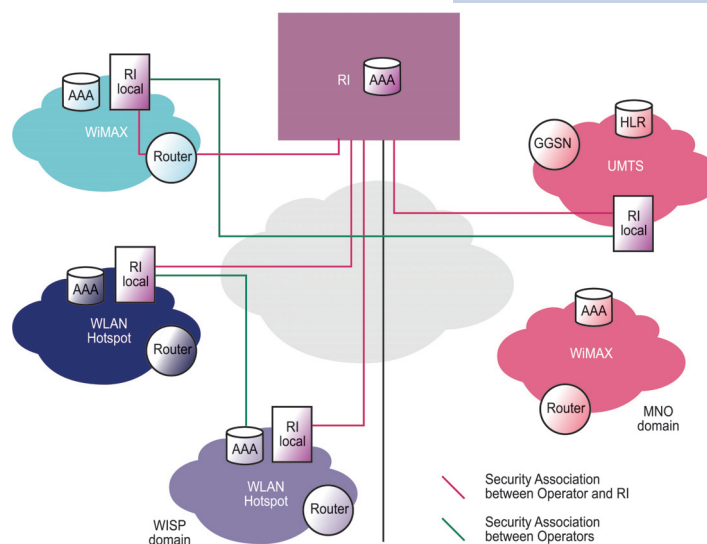 RI
AAA
AAA
RI
local
WiMAX
Router
HLR
GGSN
UMTS
RI
local
AAA
RI
local
WLAN
Hotspot
Router
AAA
WiMAX
Router
MNO
domain
AAA
RI
local
WLAN
Hotspot
Router
WISP
domain
Security Association
between Operator and RI
Security Association
between Operators